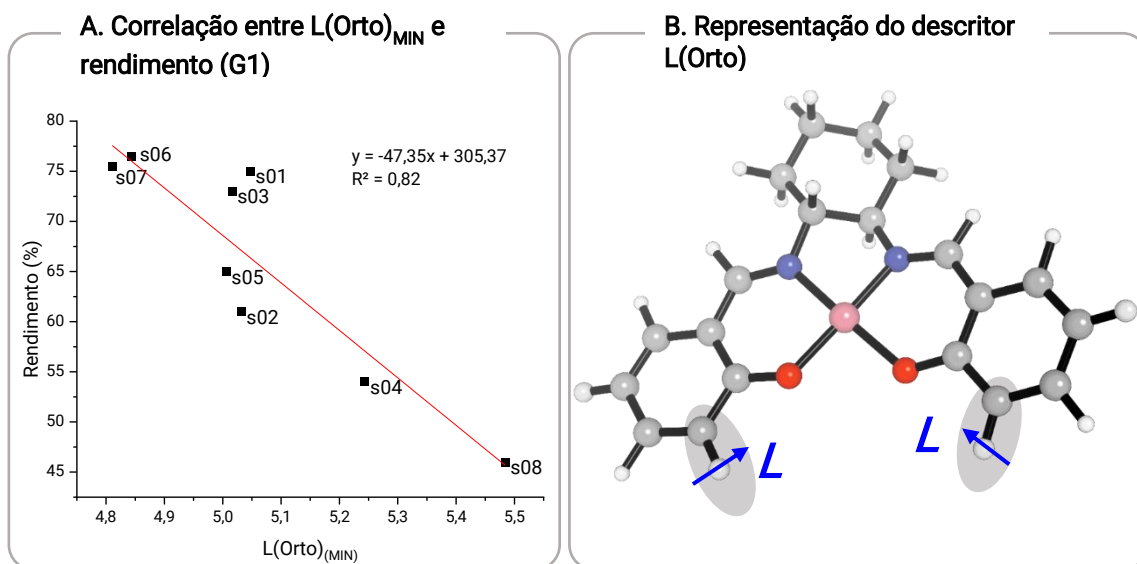 A. Correlação entre L(Orto)MIN e
rendimento (G1)
80
75
70
65
60
55
50
45
Rendimento (%)
s06
s07
s01
s03
s05
s02
s04
s08
y = -47,35x + 305,37
R² = 0,82
4,8 4,9 5,0 5,1 5,2 5,3 5,4 5,5
L(Orto)(MIN)
B. Representação do descritor
L(Orto)
L
L